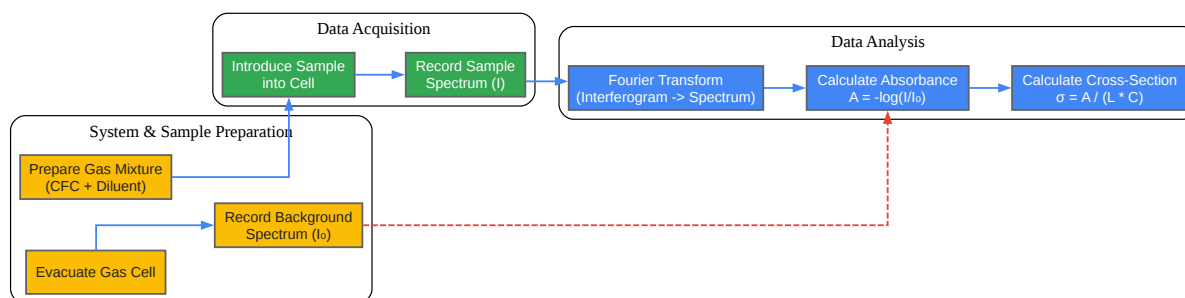 Data Acquisition
Introduce Sample
into Cell
Record Sample
Spectrum (I)
Data Analysis
Fourier Transform
(Interferogram -> Spectrum)
Calculate Absorbance
A = -log(I/I₀)
Calculate Cross-Section
σ = A / (L * C)
System & Sample Preparation
Prepare Gas Mixture
(CFC + Diluent)
Record Background
Spectrum (I₀)
Evacuate Gas Cell